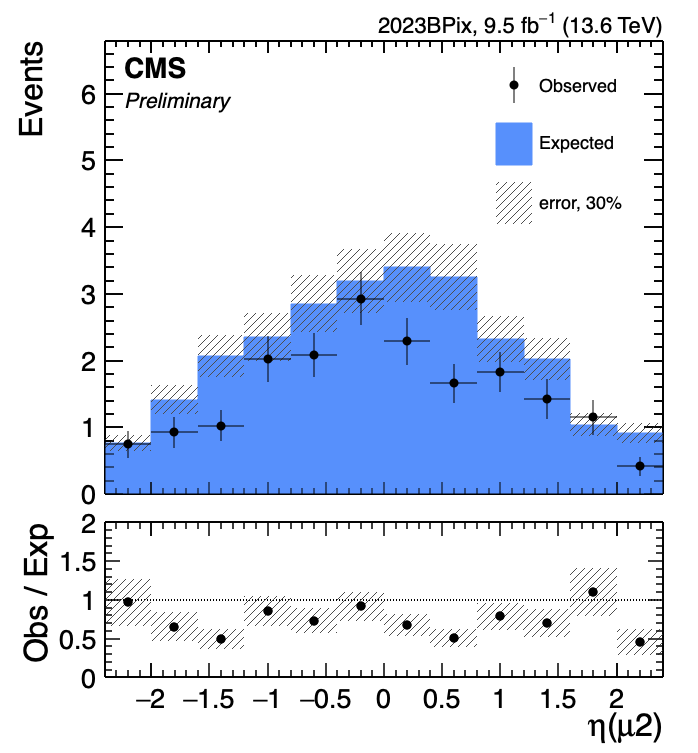 2023BPix, 9.5 fb⁻¹ (13.6 TeV)
CMS
Preliminary
Events
Observed
Expected
error, 30%
6
5
4
3
2
1
0
Obs / Exp
2
1.5
1
0.5
0
−2 −1.5 −1 −0.5 0 0.5 1 1.5 2
η(μ2)